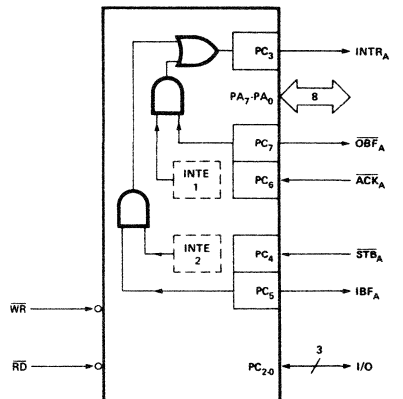 PC3 INTRA
PA7-PA0 8
PC7 OBFA
INTE
1
PC6 ACKA
INTE
2
PC4 STBA
PC5 IBFA
WR
3
RD PC2-0 I/O